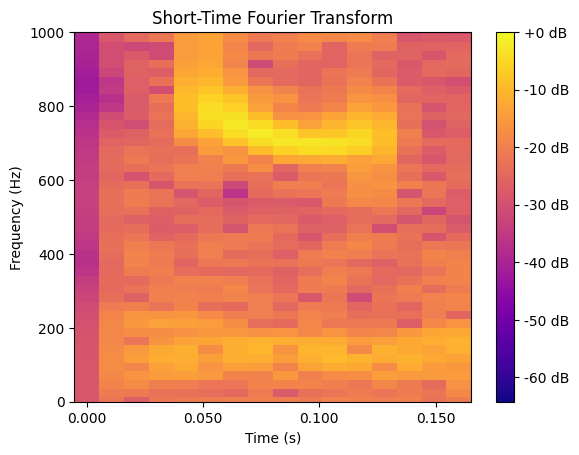 Short-Time Fourier Transform
1000
800
600
400
200
0
Frequency (Hz)
0.000
0.050
0.100
0.150
Time (s)
+0 dB
-10 dB
-20 dB
-30 dB
-40 dB
-50 dB
-60 dB